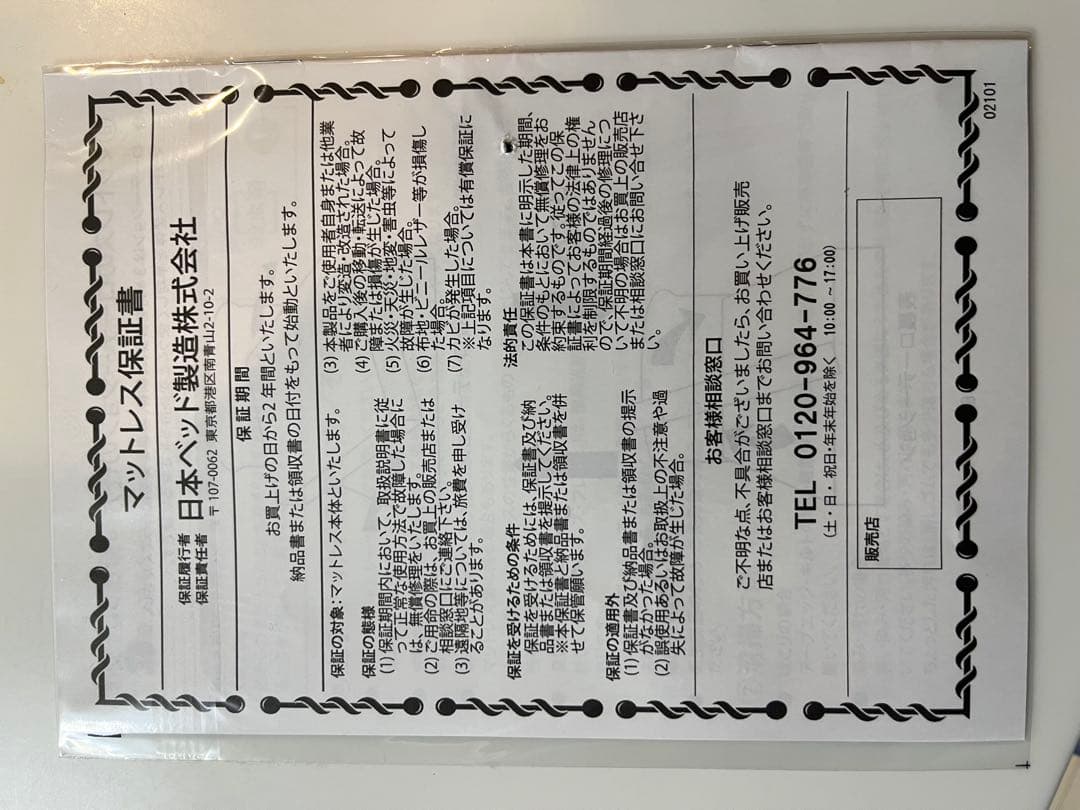 マットレス保証書
保証履行者
保証責任者
日本ベッド製造株式会社
〒107-0062 東京都港区南青山2-10-2
保証期間
お買上げの日から2年間といたします。
納品書または領収書の日付をもって始動といたします。
保証の対象：マットレス本体といたします。
保証の態様
(1) 保証期間内において、取扱説明書に従
って正常な使用方法で故障した場合に
は、無償修理をいたします。
(2) ご用命の際は、お買上の販売店または
相談窓口にご連絡下さい。
(3) 遠隔地等については、旅費を申し受け
ることがあります。
保証を受けるための条件
保証を受けるためには、保証書及び納
品書または領収書を提示してください。
※本保証書と納品書または領収書を併
せて保管願います。
保証の適用外
(1) 保証書及び納品書または領収書の提示
がなかった場合。
(2) 誤使用あるいはお取扱上の不注意や過
失によって故障が生じた場合。
(3) 本製品をご使用者自身または他業
者により変造・改造された場合。
(4) ご購入後の移動・転送によって故
障または損傷が生じた場合。
(5) 火災・天災・地変・害虫等によって
故障が生じた場合。
(6) 布地・ビニールレザー等が損傷し
た場合。
(7) カビが発生した場合。
※上記項目については有償保証に
なります。
法的責任
この保証書は本書に明示した期間、
条件のもとにおいて無償修理をお
約束するものです。従ってこの保
証書によってお客様の法律上の権
利を制限するものではありません
ので、保証期間経過後の修理につ
いて不明の場合はお買上の販売店
または相談窓口にお問い合せ下さ
い。
お客様相談窓口
ご不明な点、不具合がございましたら、お買い上げ販売
店またはお客様相談窓口までお問い合わせください。
TEL 0120-964-776
(土・日・祝日・年末年始を除く 10:00～17:00)
販売店
02101